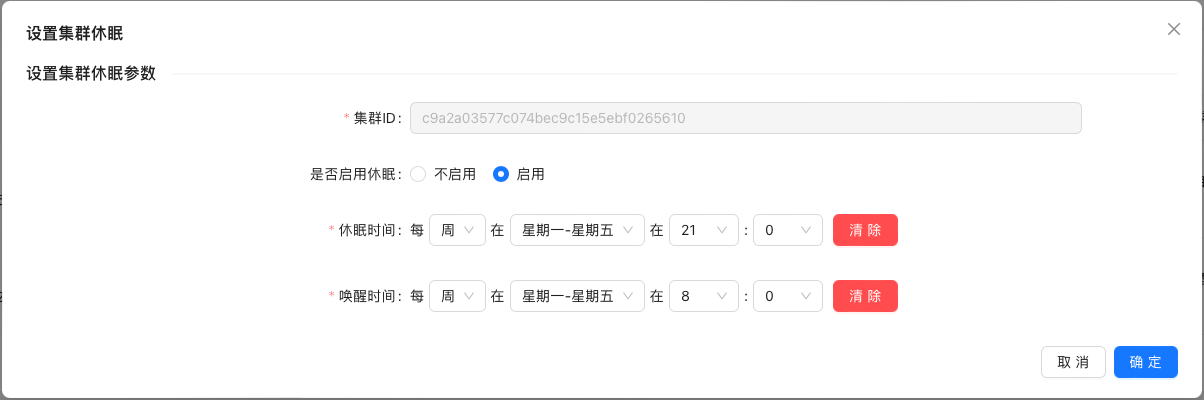 设置集群休眠
设置集群休眠参数
* 集群ID： c9a2a03577c074bec9c15e5ebf0265610
是否启用休眠： 不启用 启用
* 休眠时间： 每 周 在 星期一-星期五 在 21 : 0 清 除
* 唤醒时间： 每 周 在 星期一-星期五 在 8 : 0 清 除
取 消 确 定